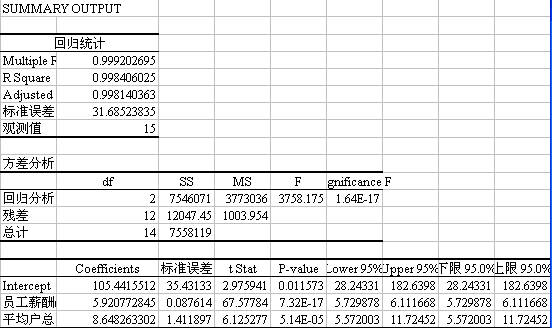 SUMMARY OUTPUT
回归统计
Multiple R 0.999202695
R Square 0.998406025
Adjusted 0.998140363
标准误差 31.68523835
观测值 15
方差分析
df SS MS F gnificance F
回归分析 2 7546071 3773036 3758.175 1.64E-17
残差 12 12047.45 1003.954
总计 14 7558119
Coefficients 标准误差 t Stat P-value Lower 95% Upper 95% 下限 95.0% 上限 95.0%
Intercept 105.4415512 35.43133 2.975941 0.011573 28.24331 182.6398 28.24331 182.6398
员工薪酬 5.920772845 0.087614 67.57784 7.32E-17 5.729878 6.111668 5.729878 6.111668
平均户总 8.648263302 1.411897 6.125277 5.14E-05 5.572003 11.72452 5.572003 11.72452